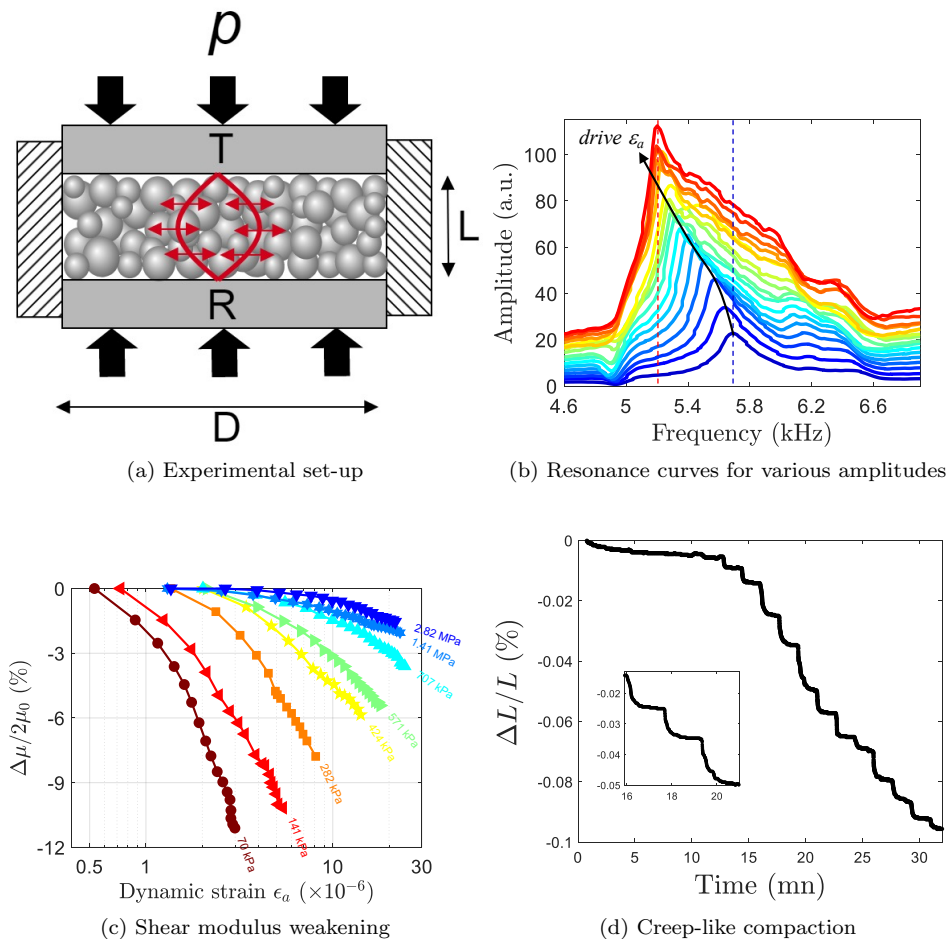 p
T
L
R
D
(a) Experimental set-up
drive εₐ
Amplitude (a.u.)
100
80
60
40
20
0
4.6 5 5.4 5.8 6.2 6.6
Frequency (kHz)
(b) Resonance curves for various amplitudes
Δμ/2μ₀ (%)
0
-3
-6
-9
-12
2.82 MPa
1.41 MPa
707 kPa
571 kPa
424 kPa
282 kPa
141 kPa
70 kPa
0.5 1 10 30
Dynamic strain ϵₐ (×10⁻⁶)
(c) Shear modulus weakening
ΔL/L (%)
0
-0.02
-0.04
-0.06
-0.08
-0.1
-0.02
-0.03
-0.04
-0.05
16 18 20
0 5 10 15 20 25 30
Time (mn)
(d) Creep-like compaction